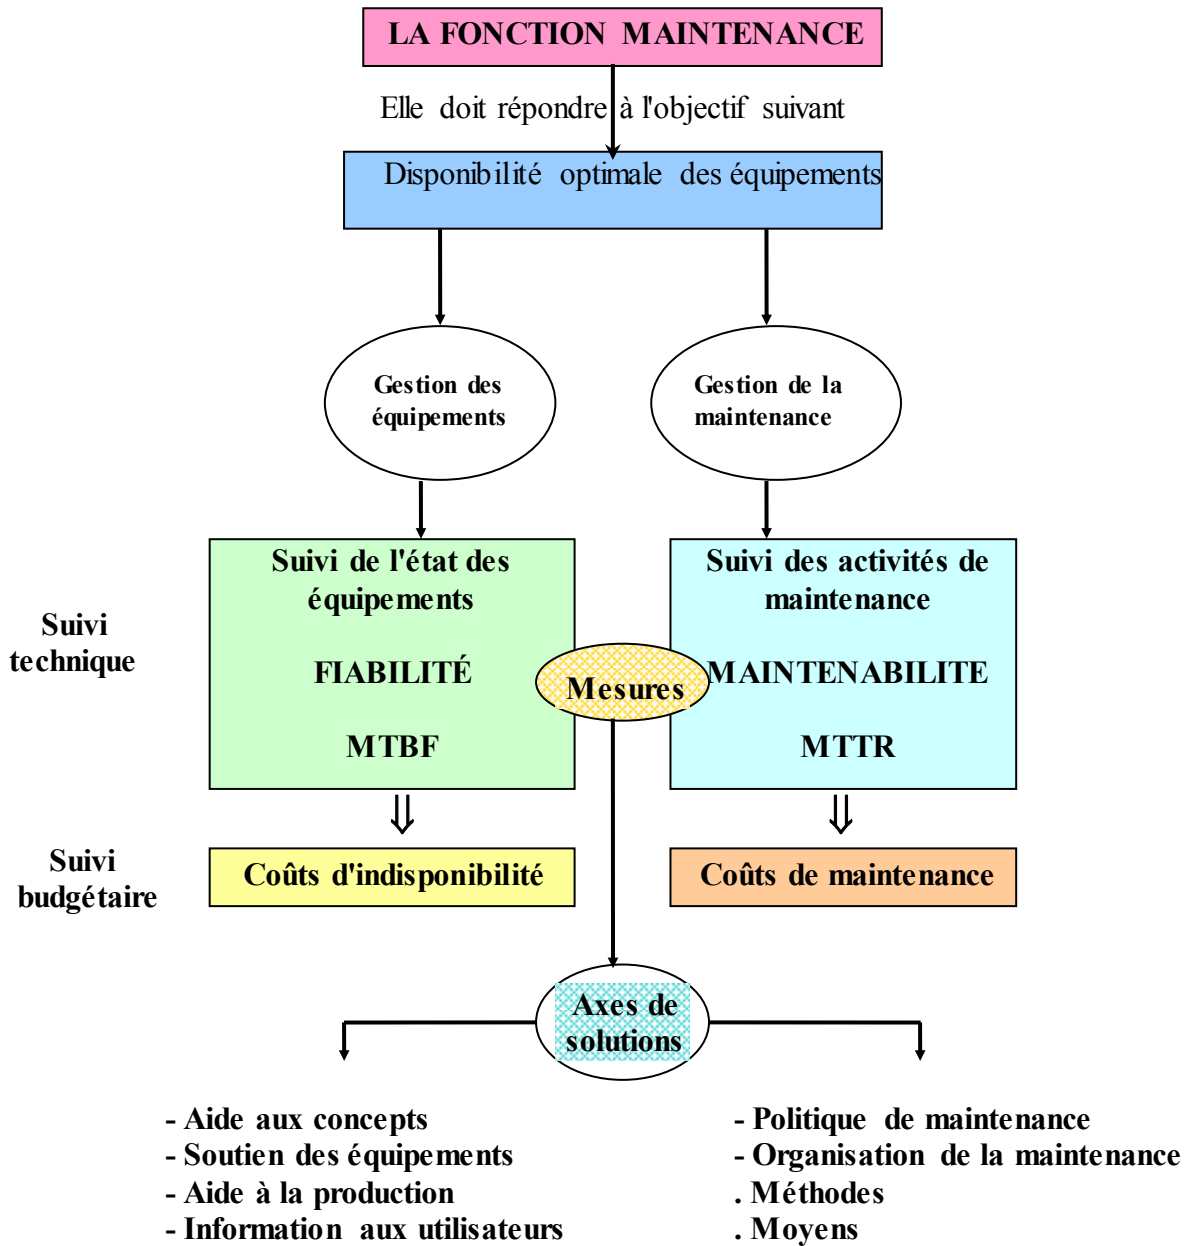 LA FONCTION MAINTENANCE
Elle doit répondre à l'objectif suivant
Disponibilité optimale des équipements
Gestion des
équipements
Gestion de la
maintenance
Suivi
technique
Suivi de l'état des
équipements
FIABILITÉ
MTBF
Mesures
Suivi des activités de
maintenance
MAINTENABILITE
MTTR
Suivi
budgétaire
Coûts d'indisponibilité
Coûts de maintenance
Axes de
solutions
- Aide aux concepts
- Soutien des équipements
- Aide à la production
- Information aux utilisateurs
- Politique de maintenance
- Organisation de la maintenance
. Méthodes
. Moyens